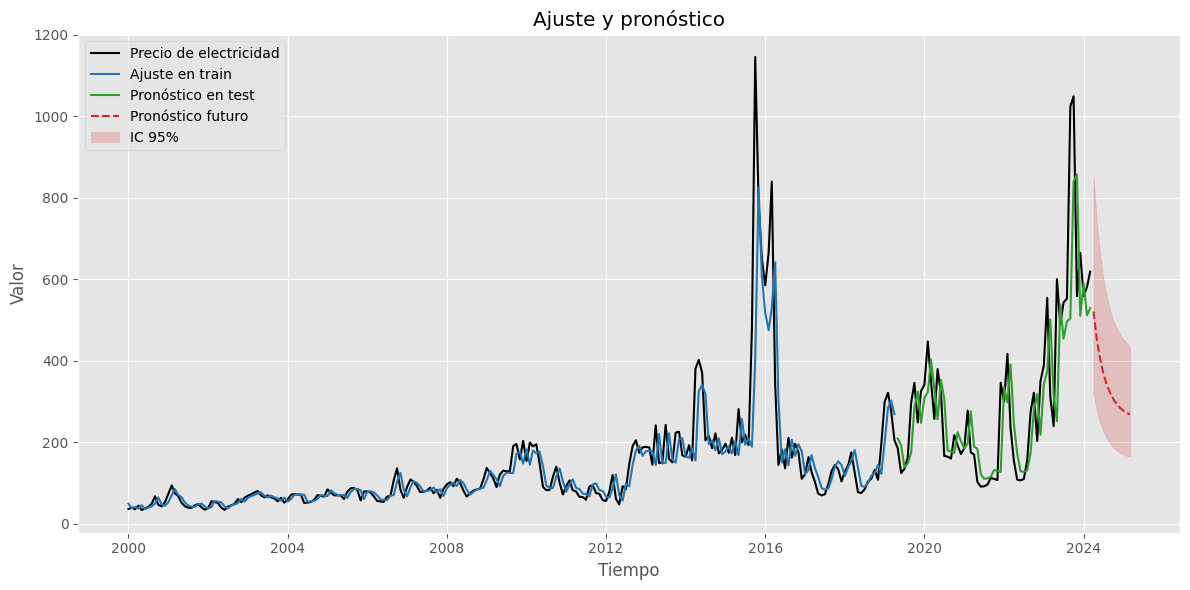 Ajuste y pronóstico
Precio de electricidad
Ajuste en train
Pronóstico en test
Pronóstico futuro
IC 95%
Valor
1200
1000
800
600
400
200
0
2000
2004
2008
2012
2016
2020
2024
Tiempo